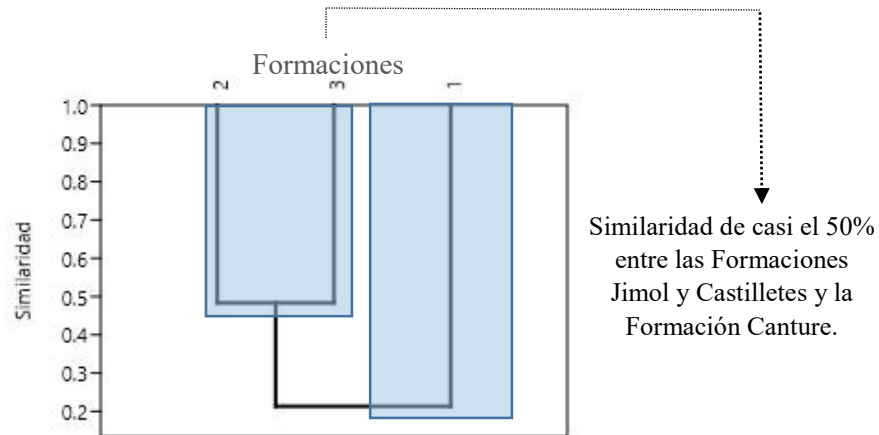 Formaciones
2
3
1
1.0
0.9
0.8
0.7
0.6
0.5
0.4
0.3
0.2
Similaridad
Similaridad de casi el 50%
entre las Formaciones
Jimol y Castilletes y la
Formación Canture.